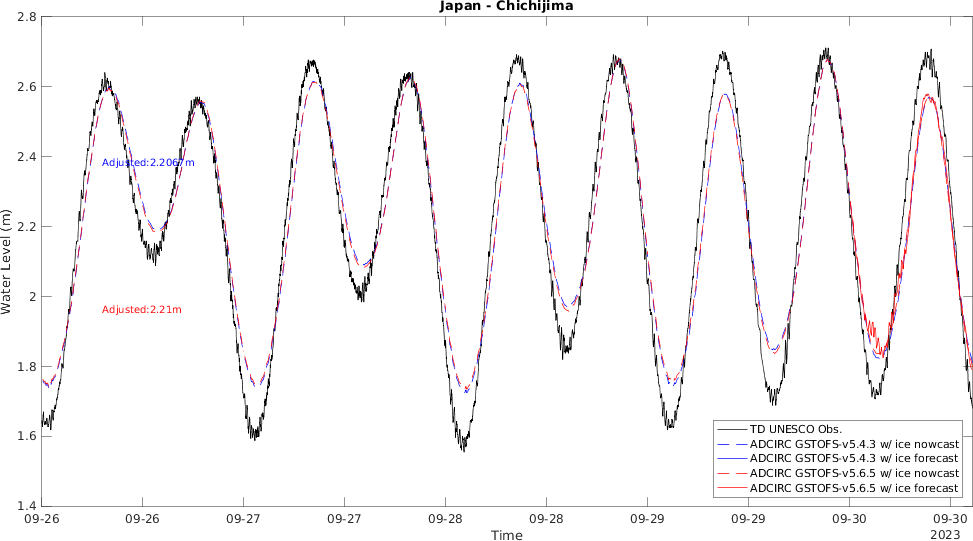 Japan - Chichijima
2.8
2.6
2.4
2.2
2
1.8
1.6
1.4
Water Level (m)
Adjusted:2.2067m
Adjusted:2.21m
TD UNESCO Obs.
ADCIRC GSTOFS-v5.4.3 w/ ice nowcast
ADCIRC GSTOFS-v5.4.3 w/ ice forecast
ADCIRC GSTOFS-v5.6.5 w/ ice nowcast
ADCIRC GSTOFS-v5.6.5 w/ ice forecast
09-26 09-26 09-27 09-27 09-28 09-28 09-29 09-29 09-30 09-30
2023
Time